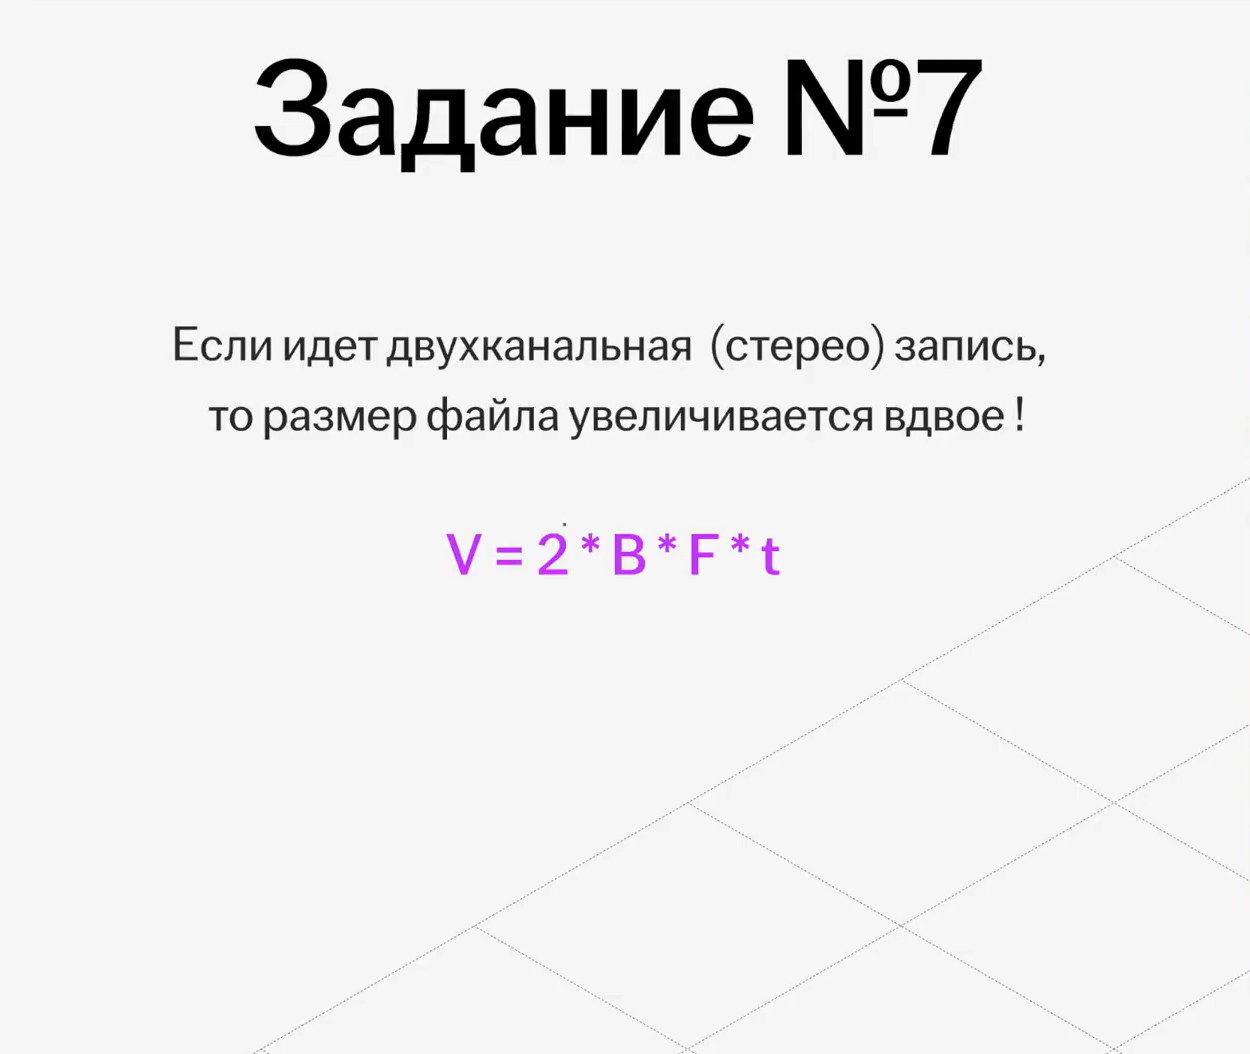 Задание №7
Если идет двухканальная (стерео) запись,
то размер файла увеличивается вдвое !
V = 2 * B * F * t